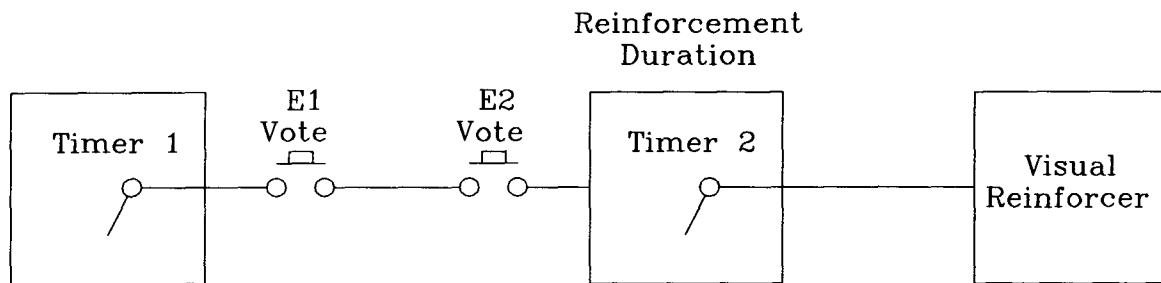 Reinforcement
Duration
E1
Vote
E2
Vote
Timer 1
Timer 2
Visual
Reinforcer